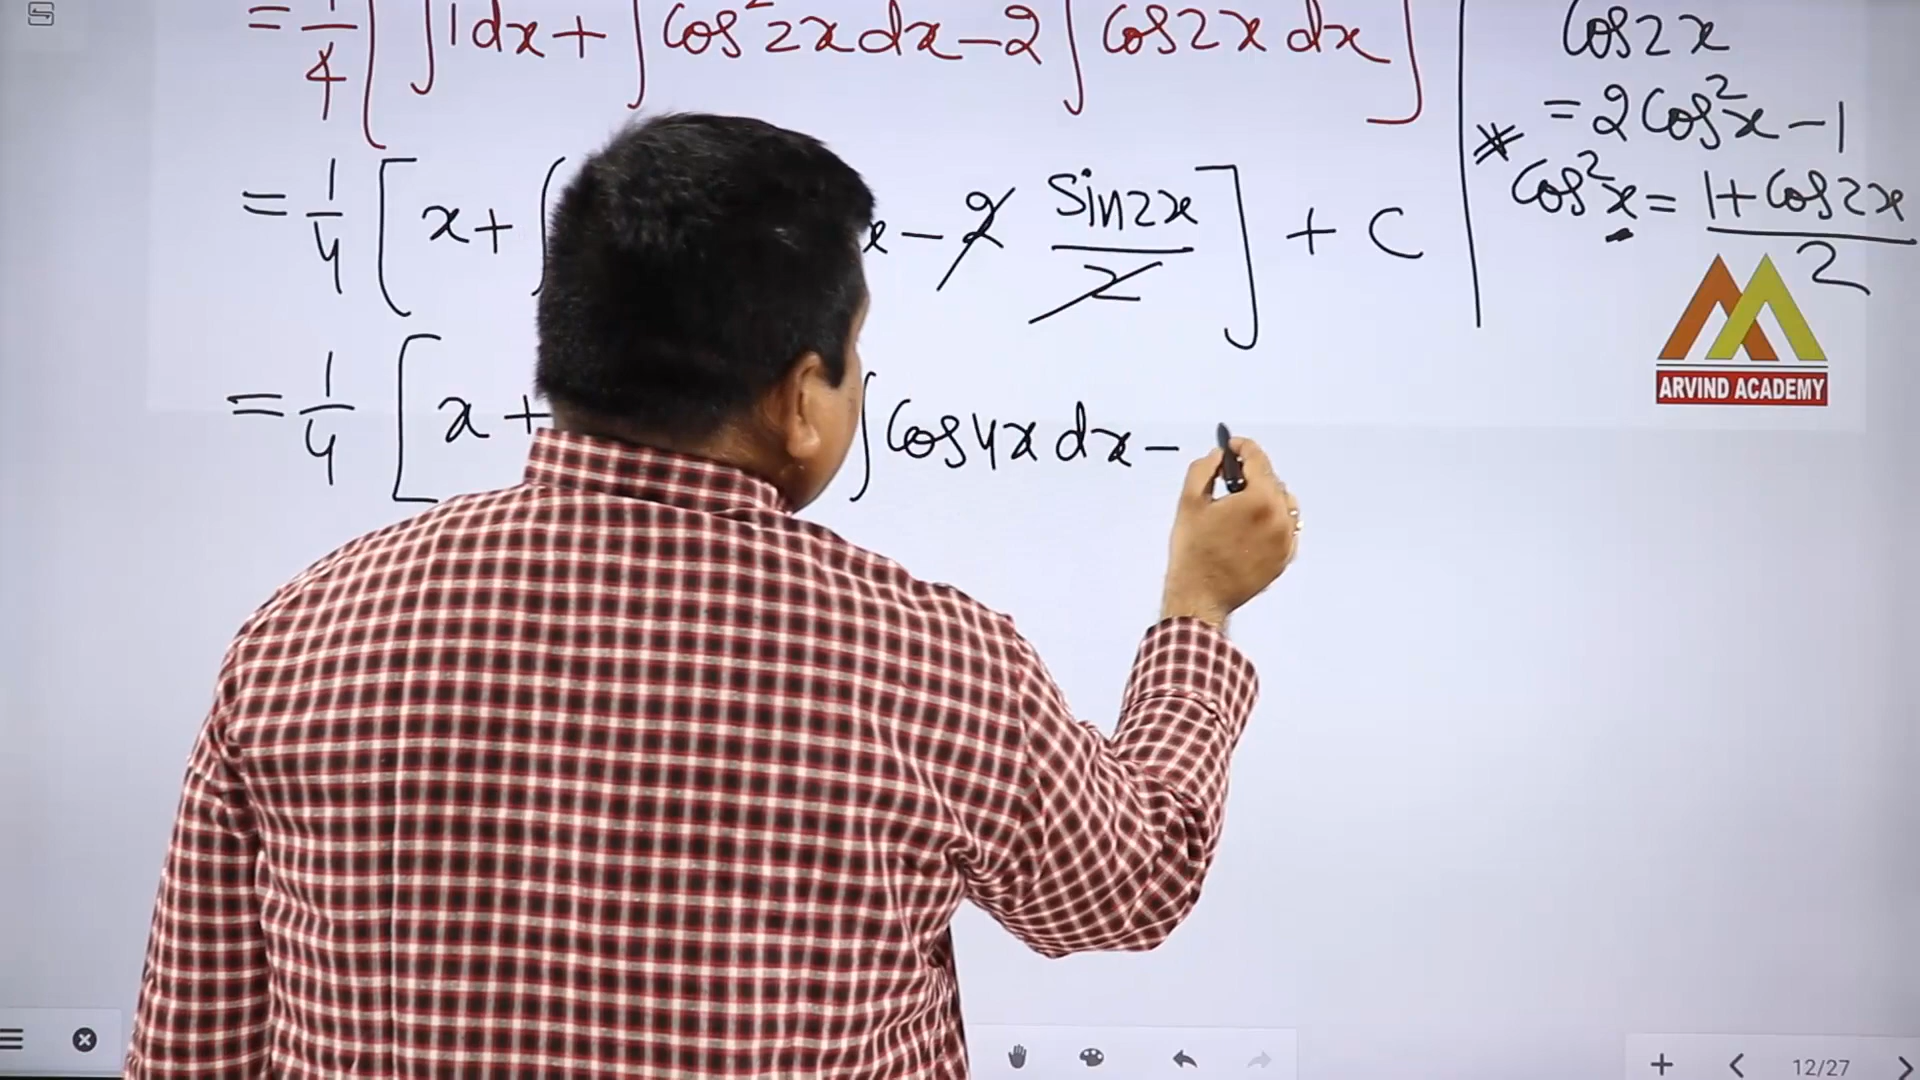 = 1/4 [ ∫1dx + ∫cos²2x dx - 2 ∫cos2x dx ]
= 1/4 [ x + ∫ x - 2 sin2x/2 ] + C
= 1/4 [ x + ∫cos4x dx -
cos2x
= 2cos²x - 1
* cos²x = 1 + cos2x / 2
ARVIND ACADEMY
12/27